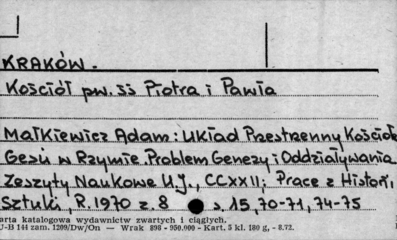 KRAKÓW.
Kościół pw. ŚŚ Piotra i Pawła
Małkiewicz Adam: Układ Przestrzenny Kościoła
Gesù w Rzymie. Problem Genezy i Oddziaływania
Zeszyty Naukowe U.J., CCXXII; Prace z Historii,
Sztuki, R.1970 z.8 s.15,70-71,74-75
arta katalogowa wydawnictw zwartych i ciągłych.
U-B 144 zam. 1209/Dw/On — Wrak 898 - 950.000 - Kart. 5 kl. 180 g, - 8.72.